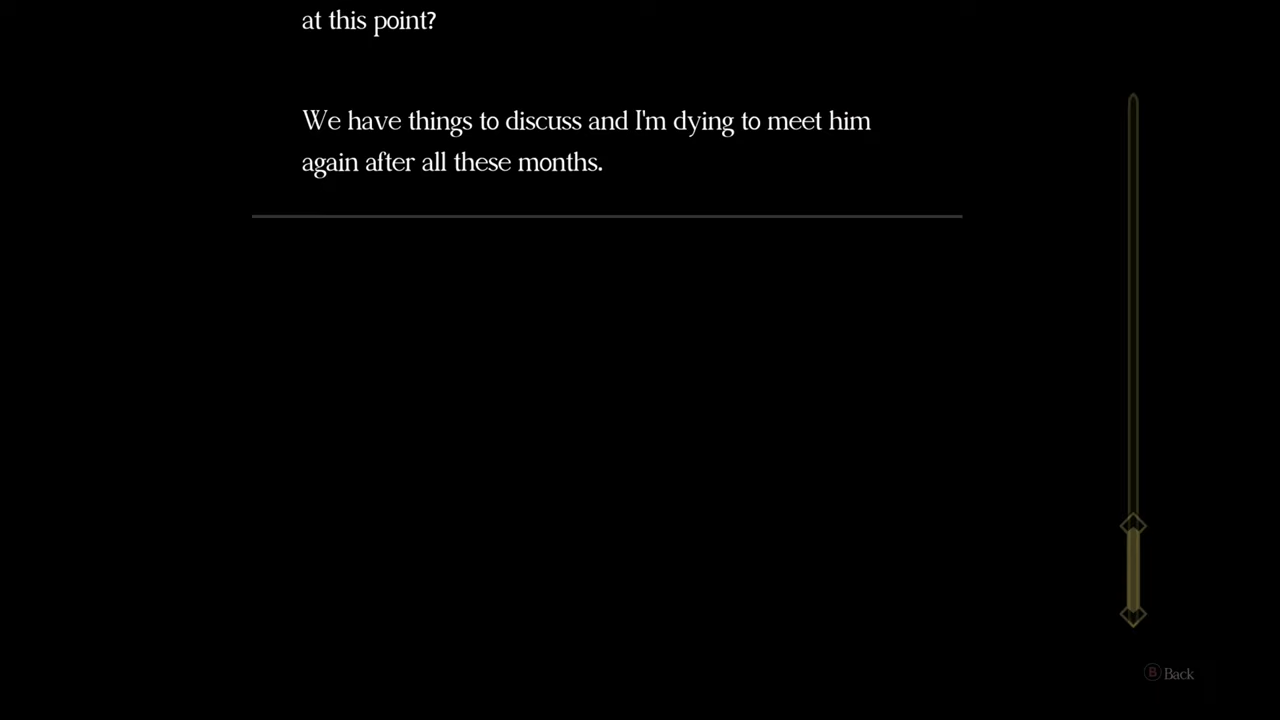 at this point?
We have things to discuss and I'm dying to meet him
again after all these months.
B Back